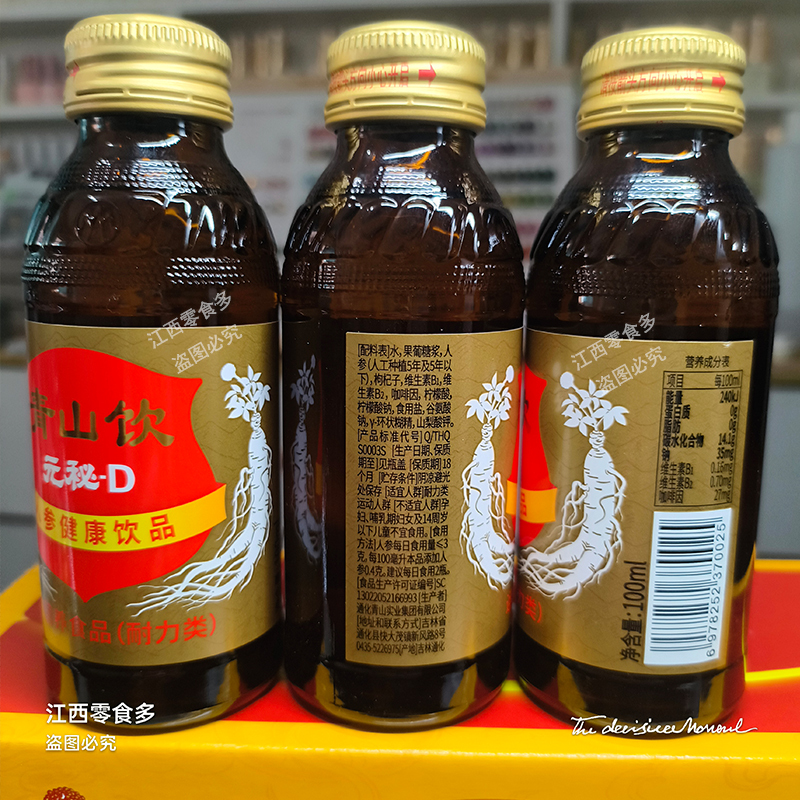 青山饮
元秘-D
参健康饮品
食品(耐力类)
江西零食多
盗图必究
[配料表]水,果葡糖浆,人
参(人工种植5年及5年以
下),枸杞子,维生素B₁,维
生素B₂,咖啡因,柠檬酸,
柠檬酸钠,食用盐,谷氨酸
钠,γ-环状糊精,山梨酸钾.
[产品标准代号]Q/THQ
S0003S [生产日期、保质
期至]见瓶盖 [保质期]18
个月 [贮存条件]阴凉避光
处保存 [适宜人群]耐力类
运动人群 [不适宜人群]孕
妇、哺乳期妇女及14周岁
以下儿童不宜食用。[食用
方法]人参每日食用量≤3
克,每100毫升本品添加人
参0.4克,建议每日食用2瓶。
[食品生产许可证编号]SC
13022052166993 [生产者]
通化青山实业集团有限公司
[地址和联系方式]吉林省
通化县快大茂镇新风路8号
0435-5226975[产地]吉林通化
江西零食多
盗图必究
品
类)
营养成分表
项目 每100ml
能量 240kJ
蛋白质 0g
脂肪 0g
碳水化合物 14.1g
钠 35mg
维生素B₁ 0.16mg
维生素B₂ 0.70mg
咖啡因 27mg
净含量:100ml
6978252370025
江西零食多
盗图必究